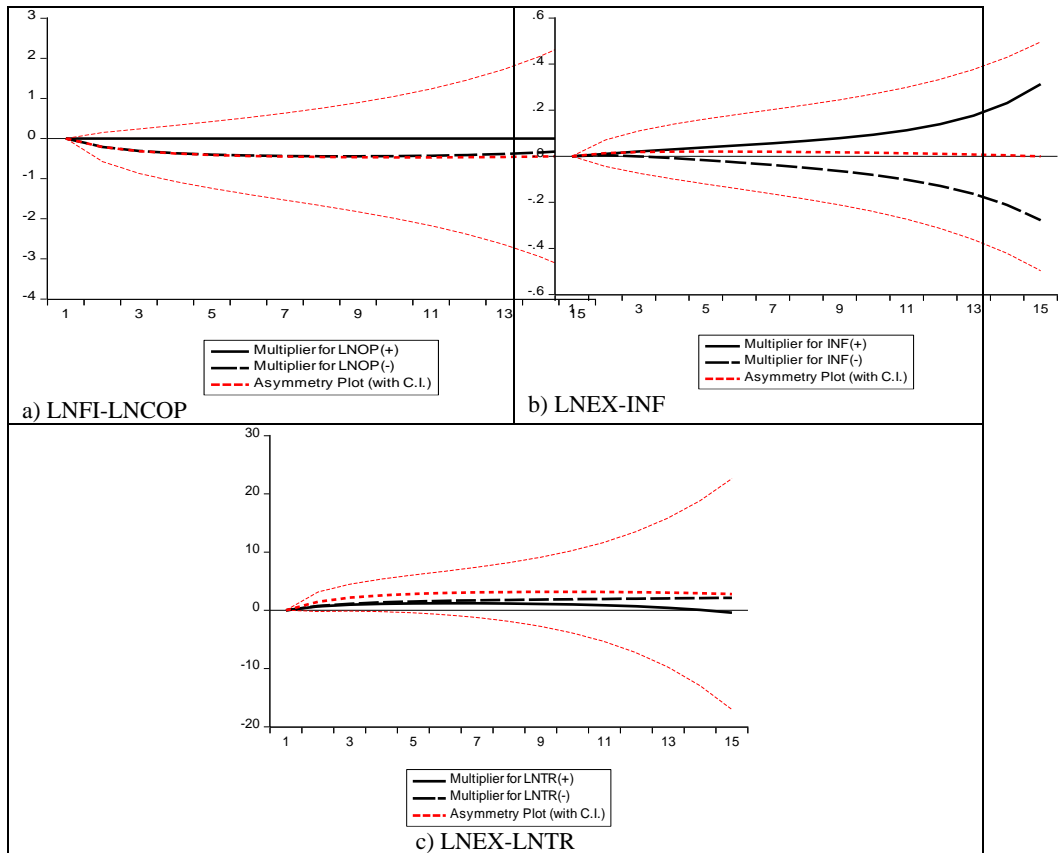 3
2
1
0
-1
-2
-3
-4
1 3 5 7 9 11 13 15
Multiplier for LNOP(+)
Multiplier for LNOP(-)
Asymmetry Plot (with C.I.)
a) LNFI-LNCOP
.6
.4
.2
.0
-.2
-.4
-.6
1 3 5 7 9 11 13 15
Multiplier for INF(+)
Multiplier for INF(-)
Asymmetry Plot (with C.I.)
b) LNEX-INF
30
20
10
0
-10
-20
1 3 5 7 9 11 13 15
Multiplier for LNTR(+)
Multiplier for LNTR(-)
Asymmetry Plot (with C.I.)
c) LNEX-LNTR